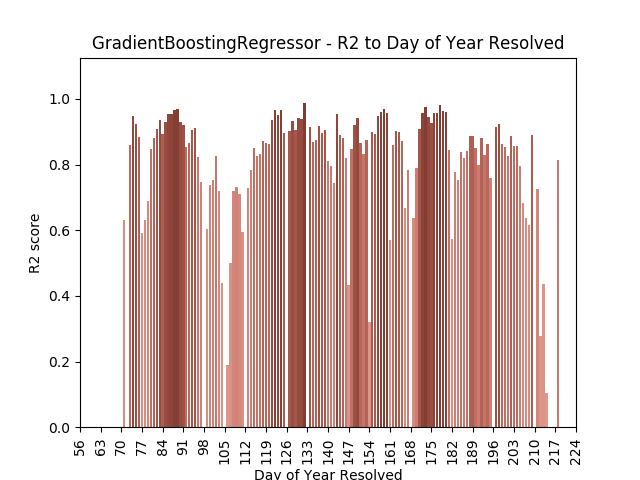 GradientBoostingRegressor - R2 to Day of Year Resolved
R2 score
1.0
0.8
0.6
0.4
0.2
0.0
56 63 70 77 84 91 98 105 112 119 126 133 140 147 154 161 168 175 182 189 196 203 210 217 224
Day of Year Resolved